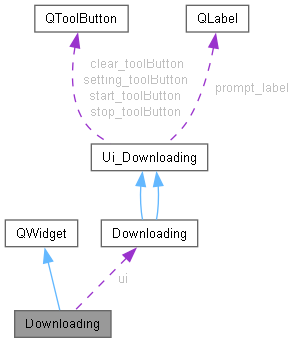 QToolButton
QLabel
clear_toolButton
setting_toolButton
start_toolButton
stop_toolButton
prompt_label
Ui_Downloading
QWidget
Downloading
ui
Downloading